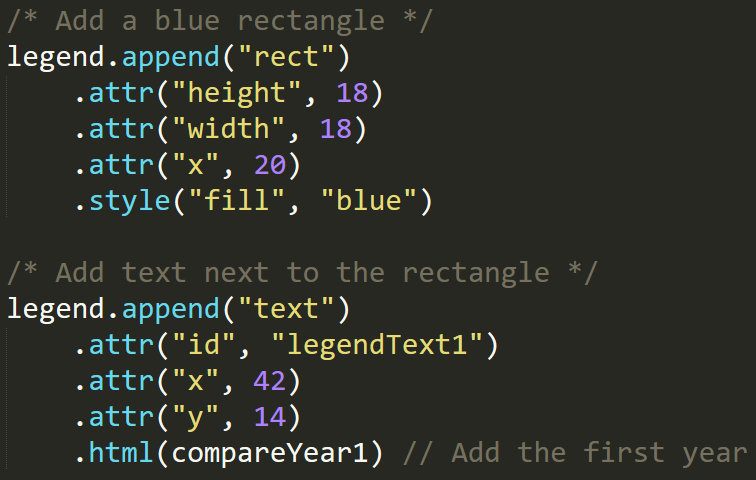 /* Add a blue rectangle */
legend.append("rect")
    .attr("height", 18)
    .attr("width", 18)
    .attr("x", 20)
    .style("fill", "blue")

/* Add text next to the rectangle */
legend.append("text")
    .attr("id", "legendText1")
    .attr("x", 42)
    .attr("y", 14)
    .html(compareYear1) // Add the first year